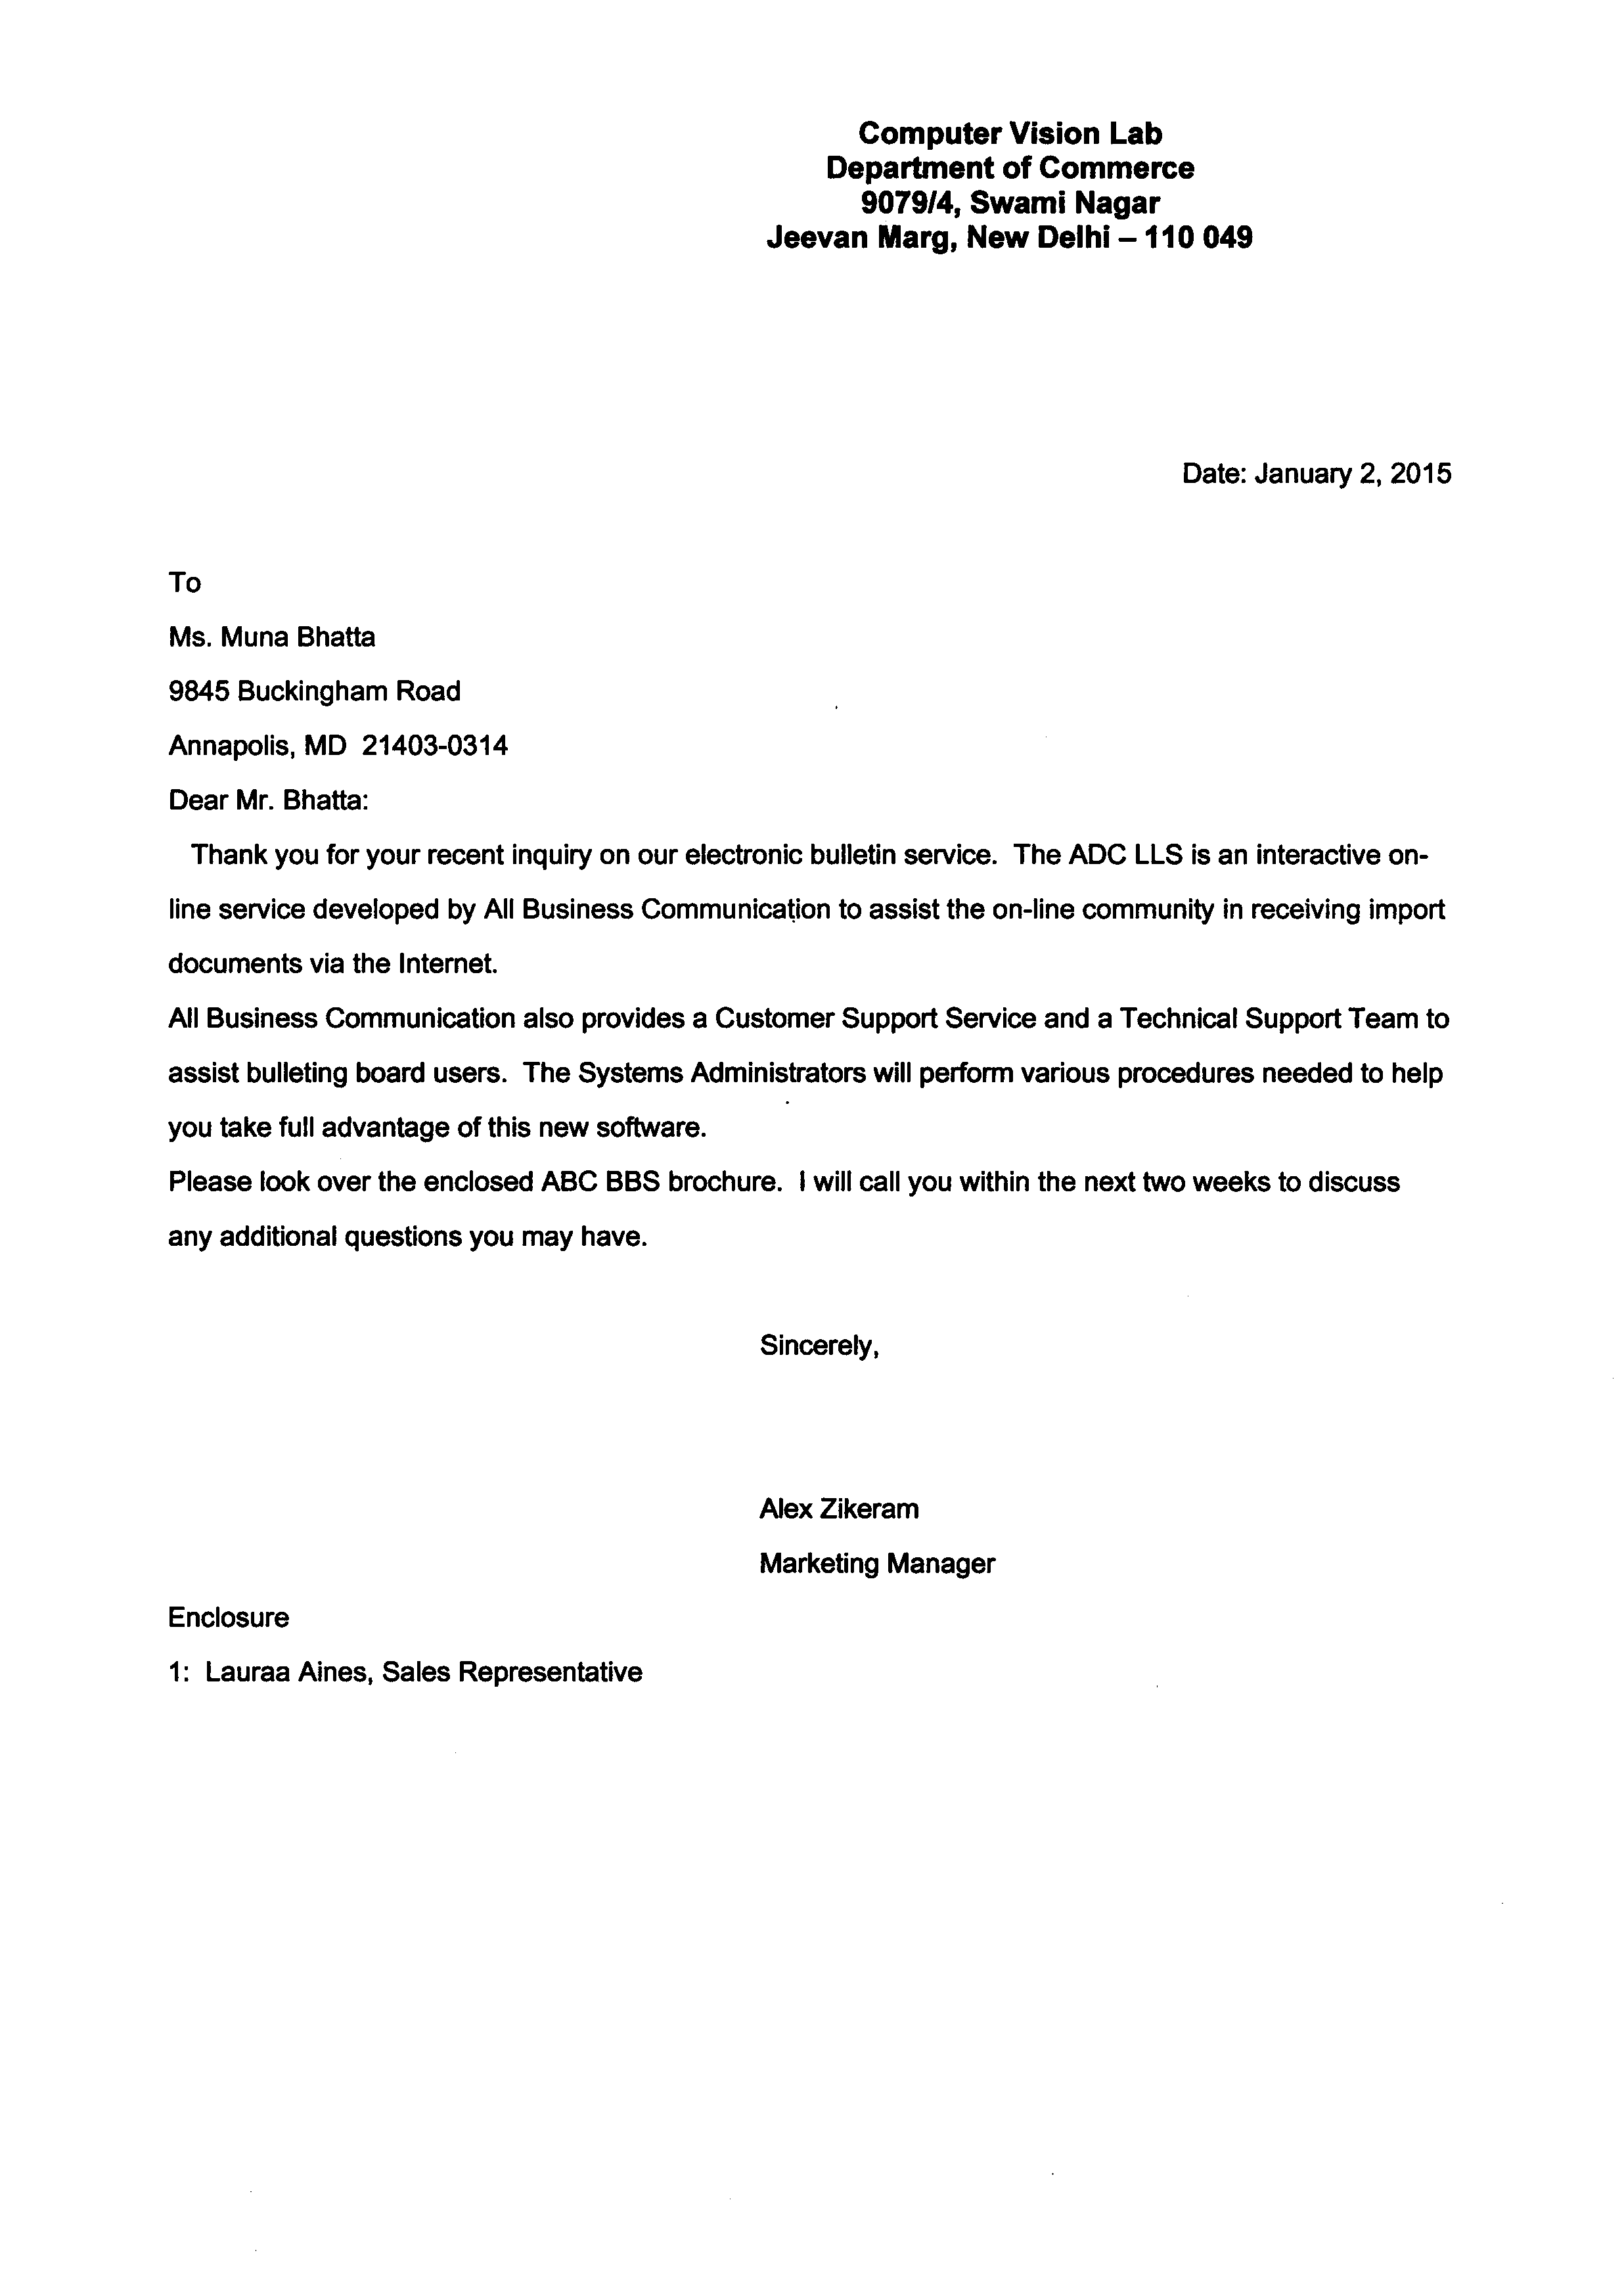 Computer Vision Lab
Department of Commerce
9079/4, Swami Nagar
Jeevan Marg, New Delhi – 110 049
Date: January 2, 2015
To
Ms. Muna Bhatta
9845 Buckingham Road
Annapolis, MD  21403-0314
Dear Mr. Bhatta:
Thank you for your recent inquiry on our electronic bulletin service.  The ADC LLS is an interactive on-
line service developed by All Business Communication to assist the on-line community in receiving import
documents via the Internet.
All Business Communication also provides a Customer Support Service and a Technical Support Team to
assist bulleting board users.  The Systems Administrators will perform various procedures needed to help
you take full advantage of this new software.
Please look over the enclosed ABC BBS brochure.  I will call you within the next two weeks to discuss
any additional questions you may have.
Sincerely,
Alex Zikeram
Marketing Manager
Enclosure
1:  Lauraa Aines, Sales Representative